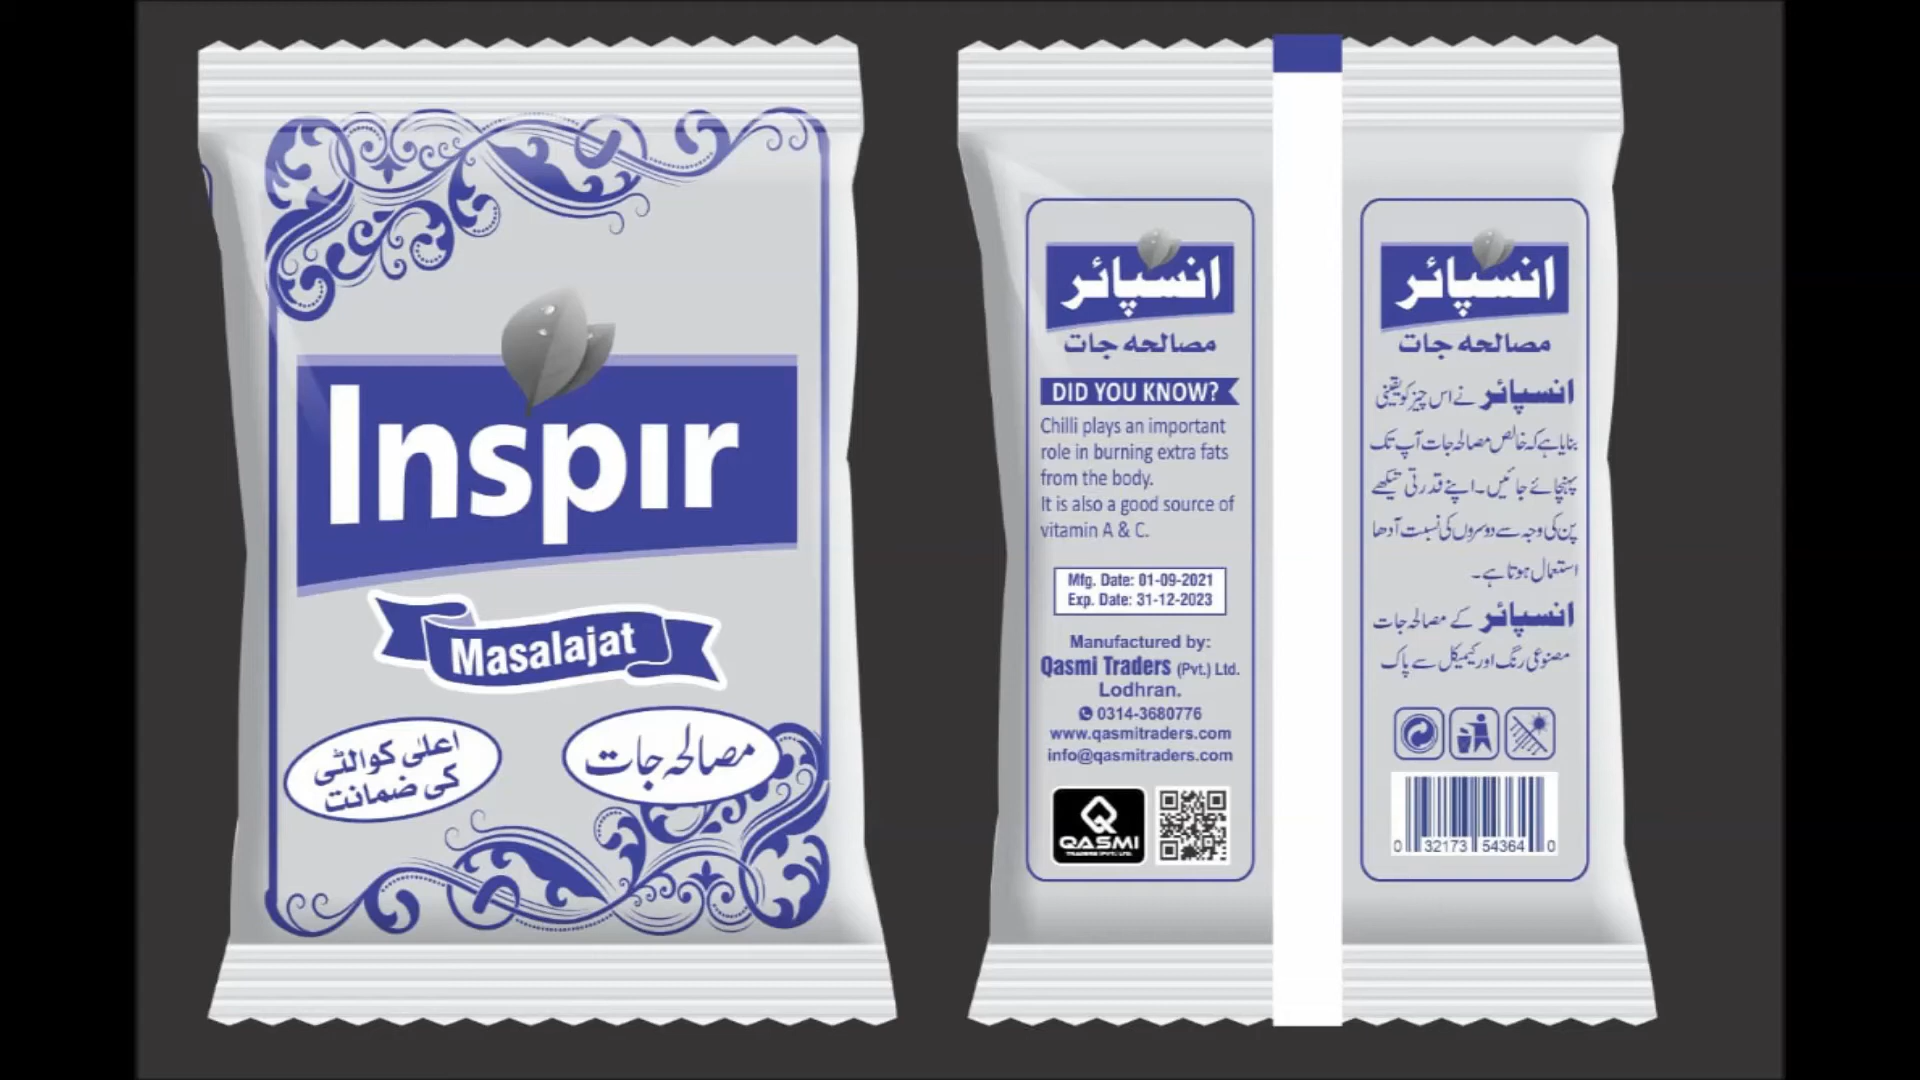 Inspır
Masalajat
اعلٰی کوالٹی
کی ضمانت
مصالحہ جات
انسپائر
مصالحہ جات
DID YOU KNOW?
Chilli plays an important
role in burning extra fats
from the body.
It is also a good source of
vitamin A & C.
Mfg. Date: 01-09-2021
Exp. Date: 31-12-2023
Manufactured by:
Qasmi Traders (Pvt.) Ltd.
Lodhran.
0314-3680776
www.qasmitraders.com
info@qasmitraders.com
QASMI
TRADERS (PVT.) LTD.
انسپائر
مصالحہ جات
انسپائر نے اس چیز کو یقینی
بنایا ہے کہ خالص مصالحہ جات آپ تک
پہنچائے جائیں۔ اپنے قدرتی تیکھے
پن کی وجہ سے دوسروں کی نسبت آدھا
استعمال ہوتا ہے۔
انسپائر کے مصالحہ جات
مصنوعی رنگ اور کیمیکل سے پاک
0 32173 54364 0